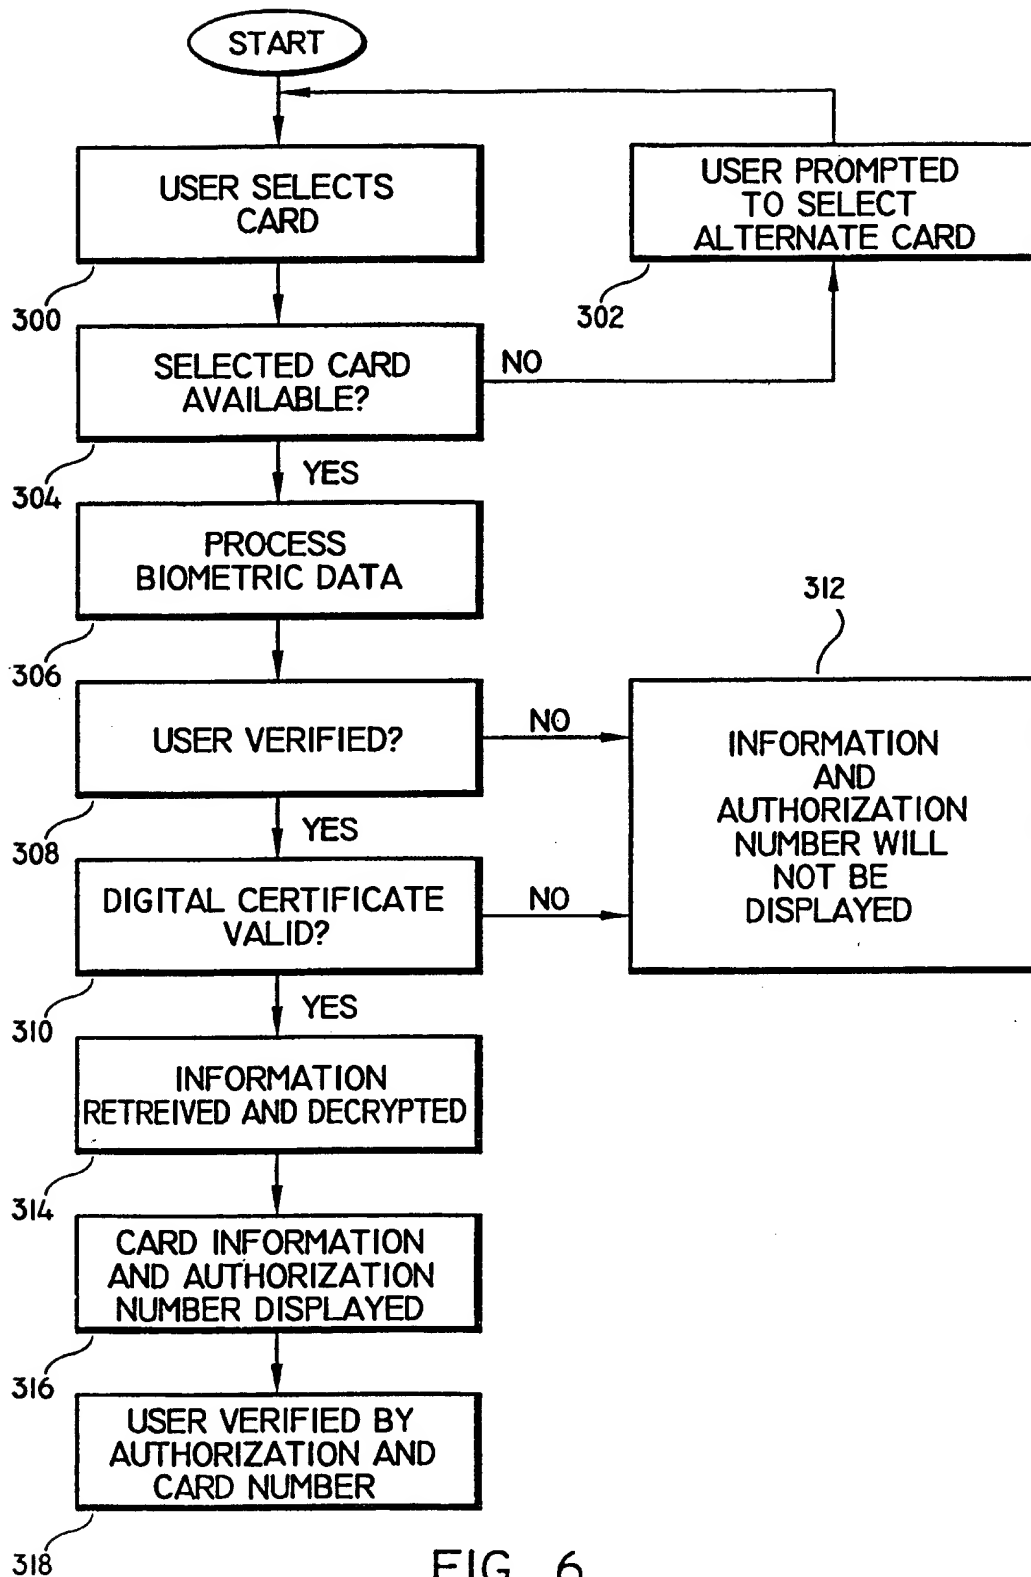 START
USER SELECTS
CARD
300
USER PROMPTED
TO SELECT
ALTERNATE CARD
302
SELECTED CARD
AVAILABLE?
NO
304
YES
PROCESS
BIOMETRIC DATA
306
USER VERIFIED?
NO
312
INFORMATION
AND
AUTHORIZATION
NUMBER WILL
NOT BE
DISPLAYED
308
YES
DIGITAL CERTIFICATE
VALID?
NO
310
YES
INFORMATION
RETREIVED AND DECRYPTED
314
CARD INFORMATION
AND AUTHORIZATION
NUMBER DISPLAYED
316
USER VERIFIED BY
AUTHORIZATION AND
CARD NUMBER
318
FIG. 6